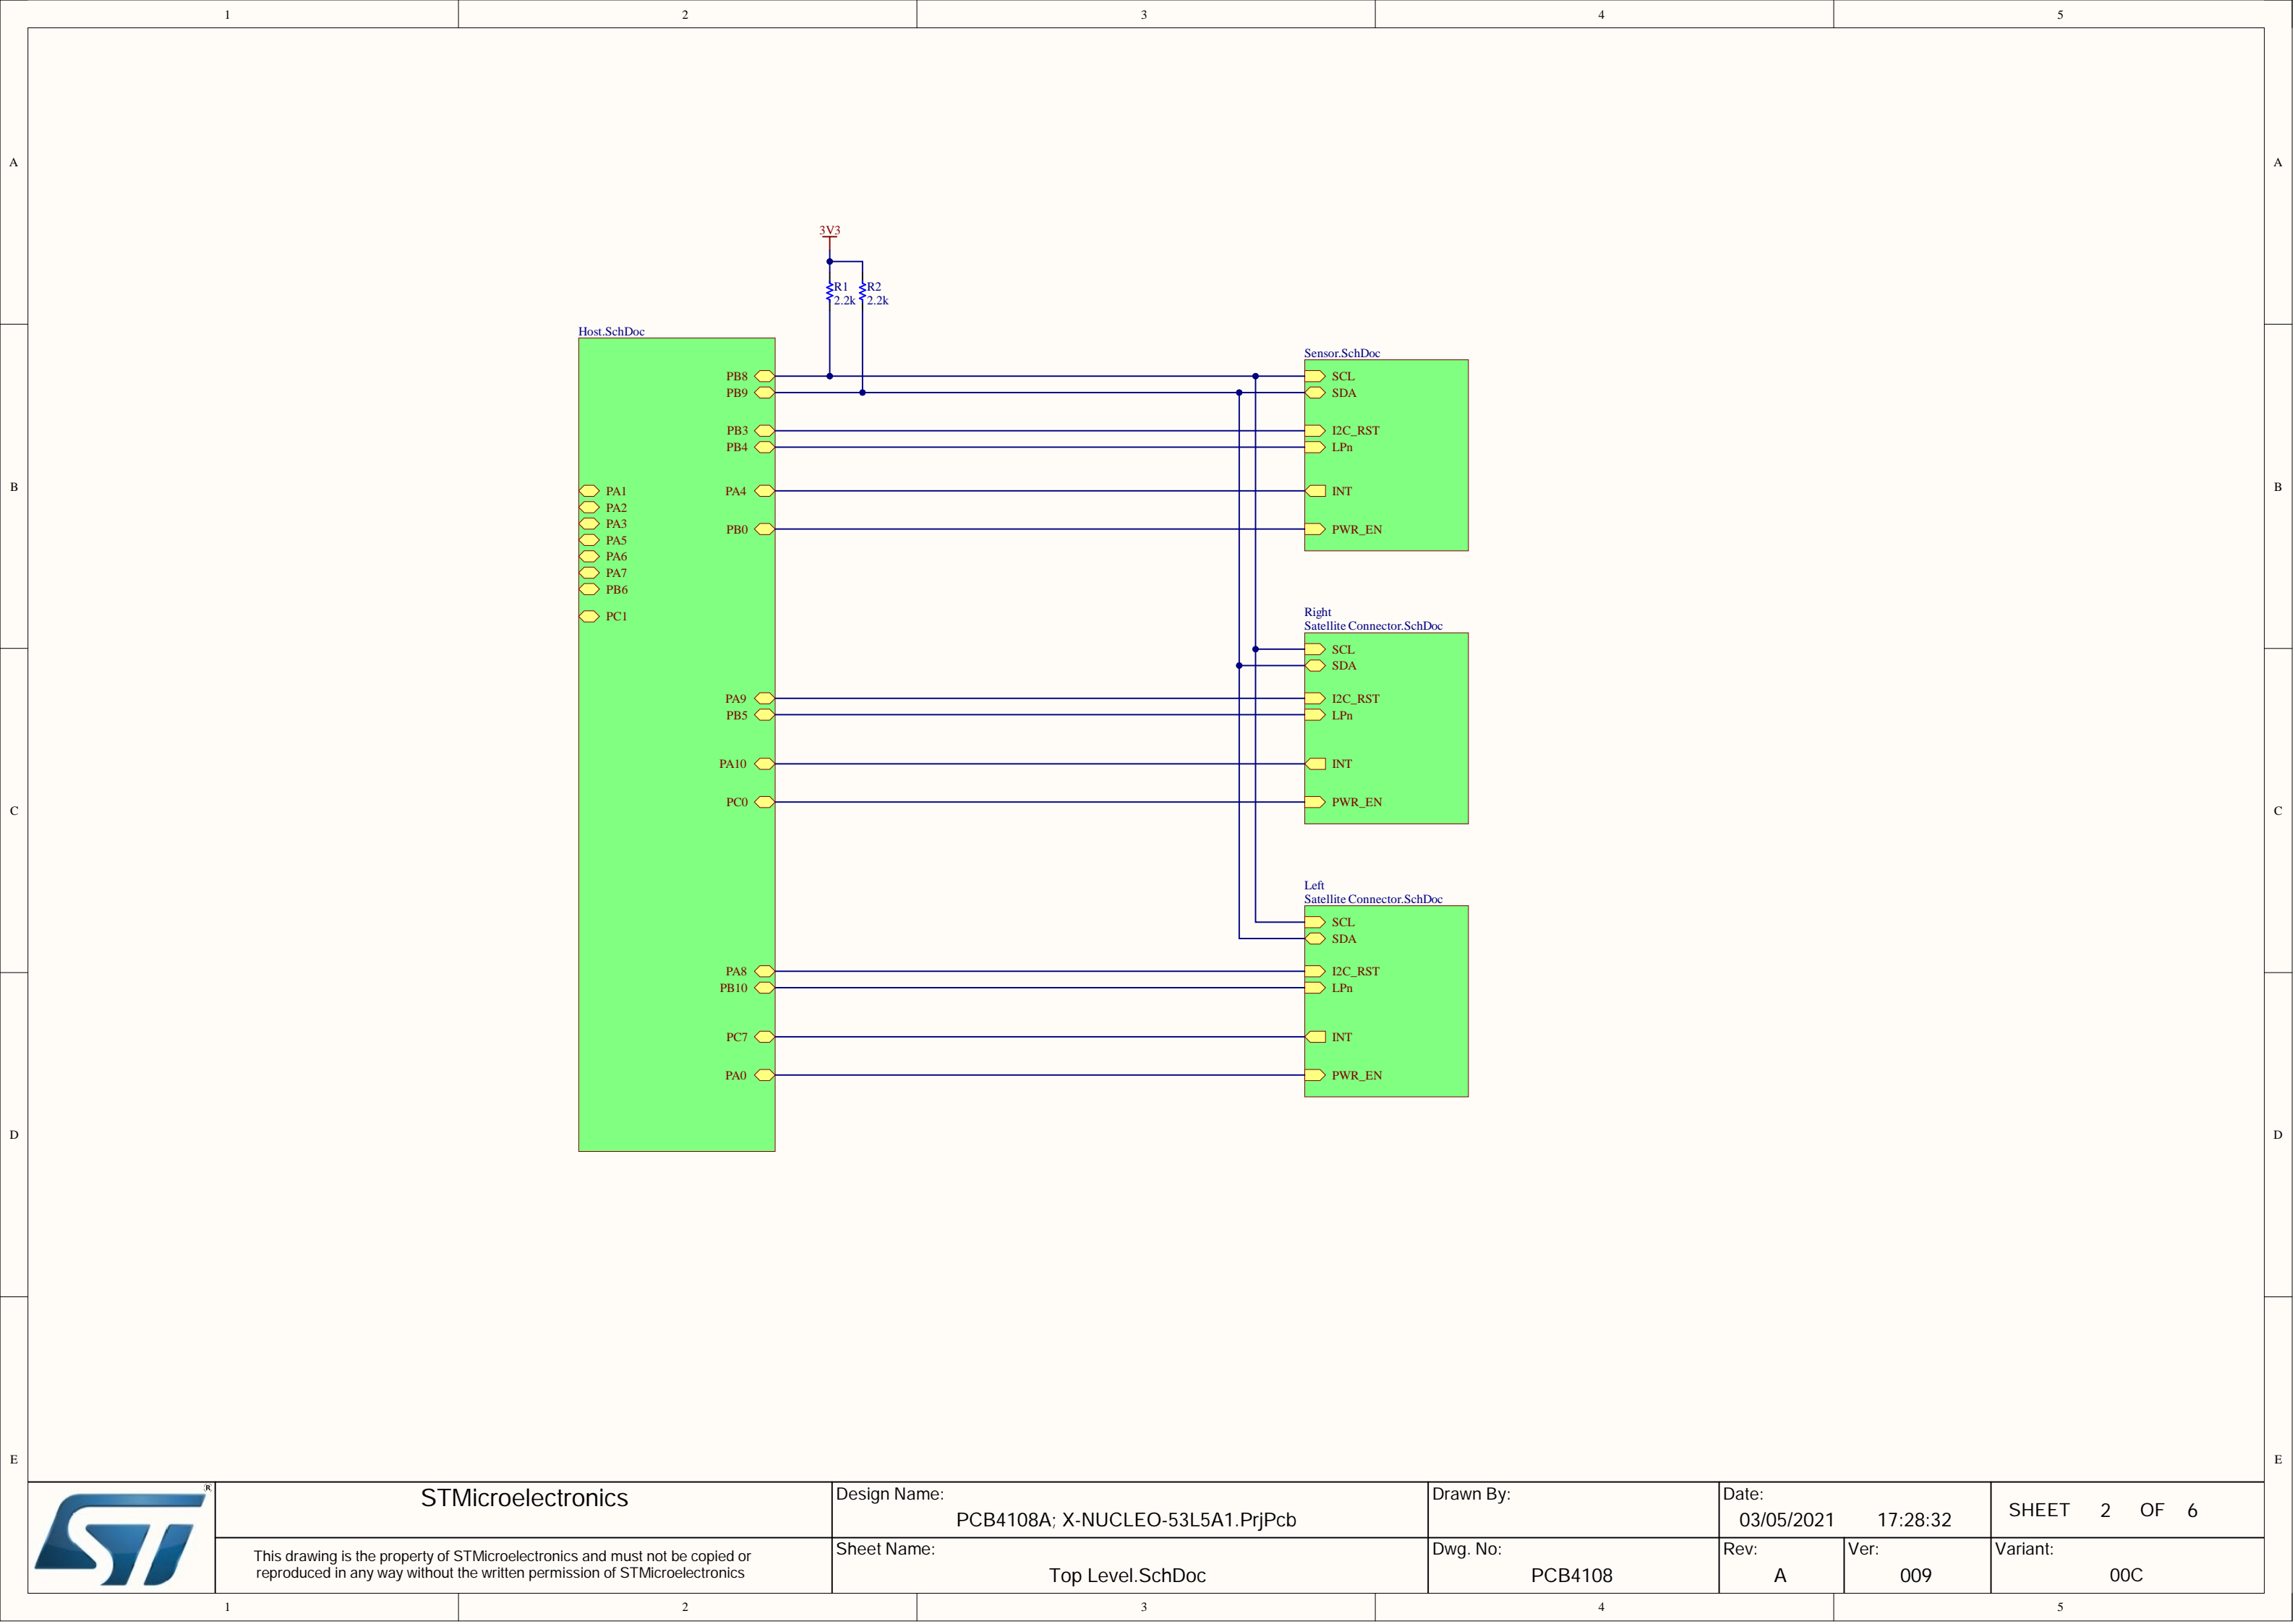 1 2 3 4 5
A A
3V3
R1 R2
2.2k 2.2k
Host.SchDoc
PB8
PB9
PB3
PB4
PA1 PA4
PA2
PA3
PB0
PA5
PA6
PA7
PB6
PC1
PA9
PB5
PA10
PC0
PA8
PB10
PC7
PA0
Sensor.SchDoc
SCL
SDA
I2C_RST
LPn
INT
PWR_EN
Right
Satellite Connector.SchDoc
SCL
SDA
I2C_RST
LPn
INT
PWR_EN
Left
Satellite Connector.SchDoc
SCL
SDA
I2C_RST
LPn
INT
PWR_EN
B B
C C
D D
E E
ST ®
STMicroelectronics
This drawing is the property of STMicroelectronics and must not be copied or
reproduced in any way without the written permission of STMicroelectronics
Design Name:
PCB4108A; X-NUCLEO-53L5A1.PrjPcb
Sheet Name:
Top Level.SchDoc
Drawn By:
Dwg. No:
PCB4108
Date:
03/05/2021 17:28:32
Rev:
A
Ver:
009
SHEET 2 OF 6
Variant:
00C
1 2 3 4 5